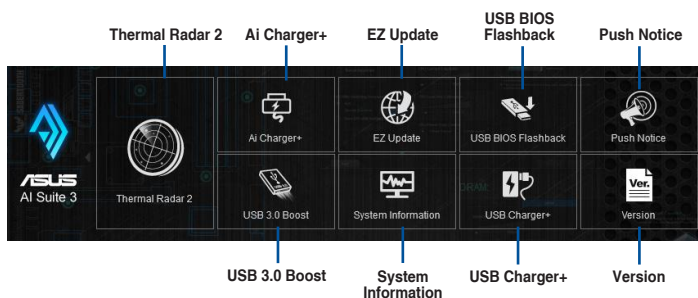 USB BIOS
Thermal Radar 2 Ai Charger+ EZ Update Flashback Push Notice
Ai Charger+ EZ Update USB BIOS Flashback Push Notice
ASUS
AI Suite 3
Thermal Radar 2
DRAM
Ver.
USB 3.0 Boost System Information USB Charger+ Version
USB 3.0 Boost System USB Charger+ Version
Information